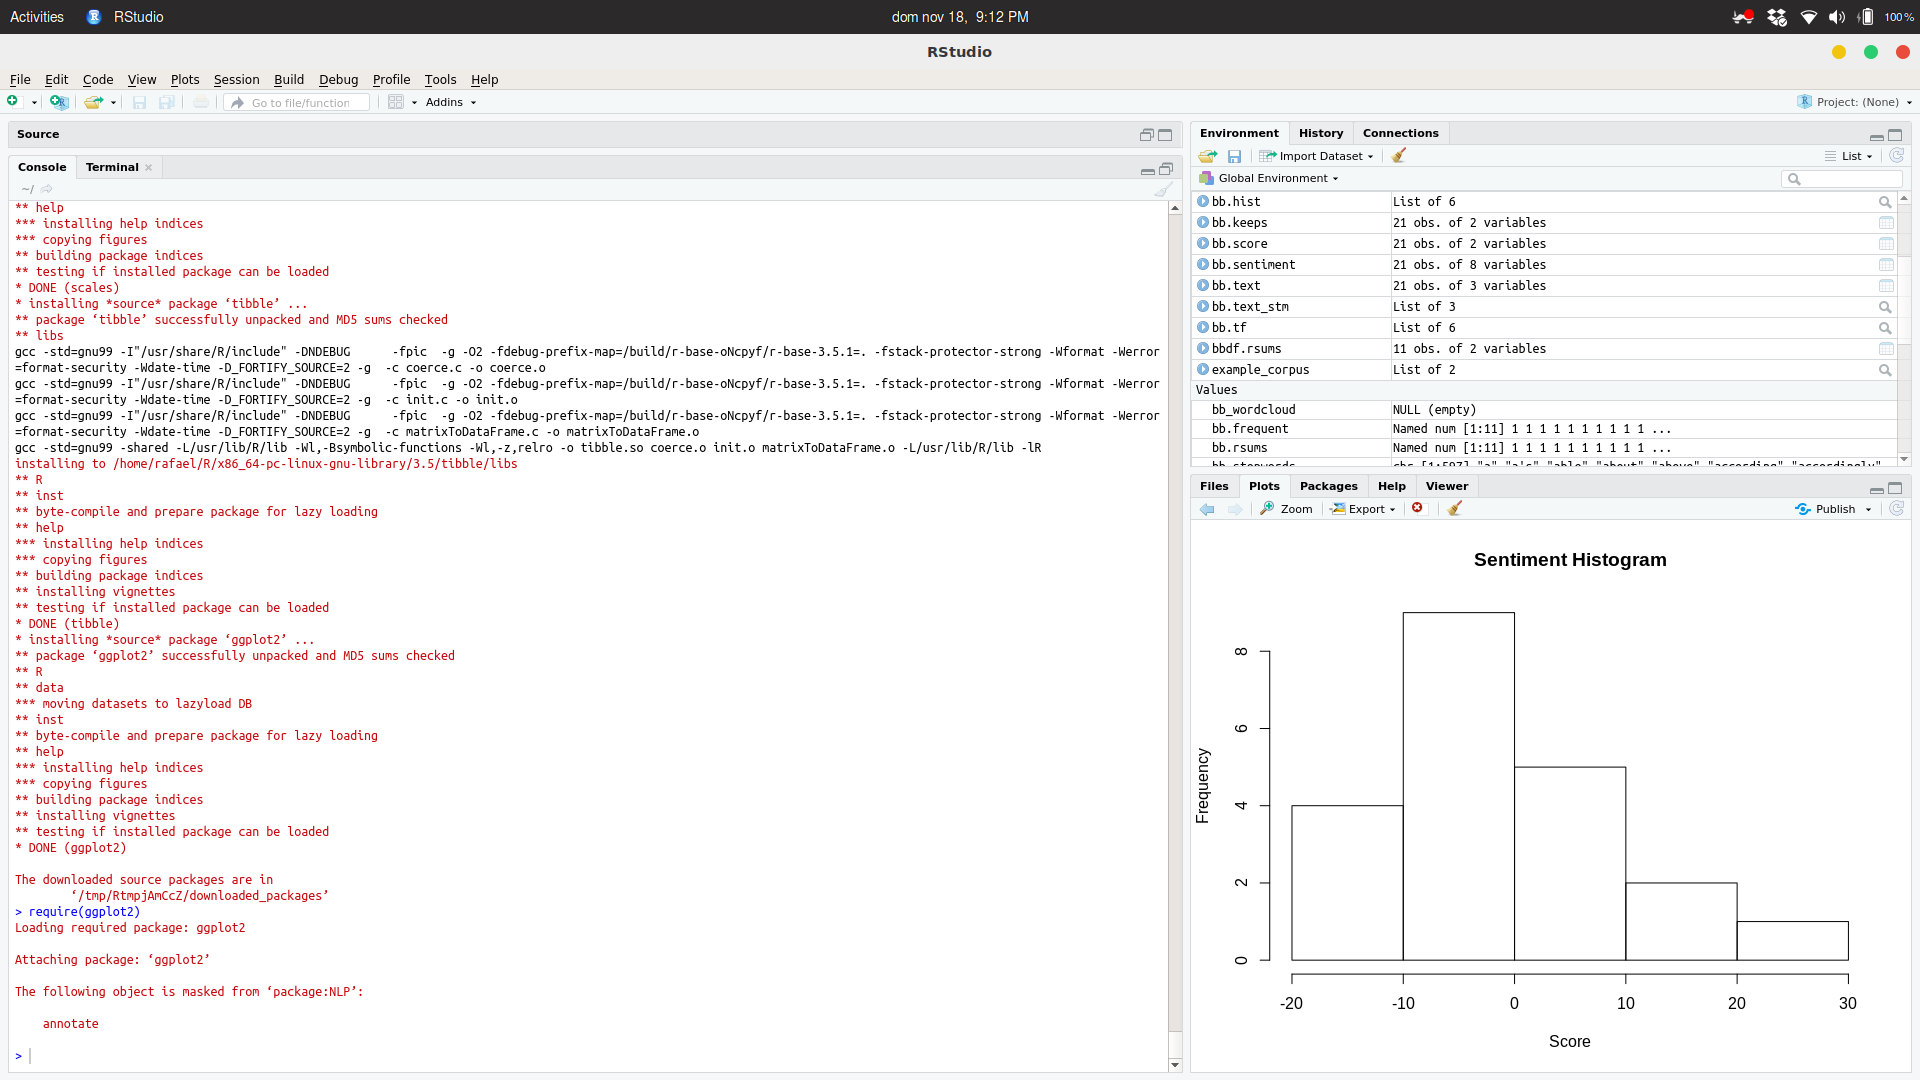 Activities RStudio dom nov 18, 9:12 PM 100%
RStudio
File Edit Code View Plots Session Build Debug Profile Tools Help
Go to file/function Addins Project: (None)
Source
Console Terminal
~/
** help
*** installing help indices
*** copying figures
** building package indices
** testing if installed package can be loaded
* DONE (scales)
* installing *source* package ‘tibble’ ...
** package ‘tibble’ successfully unpacked and MD5 sums checked
** libs
gcc -std=gnu99 -I"/usr/share/R/include" -DNDEBUG      -fpic  -g -O2 -fdebug-prefix-map=/build/r-base-oNcpyf/r-base-3.5.1=. -fstack-protector-strong -Wformat -Werror
=format-security -Wdate-time -D_FORTIFY_SOURCE=2 -g  -c coerce.c -o coerce.o
gcc -std=gnu99 -I"/usr/share/R/include" -DNDEBUG      -fpic  -g -O2 -fdebug-prefix-map=/build/r-base-oNcpyf/r-base-3.5.1=. -fstack-protector-strong -Wformat -Werror
=format-security -Wdate-time -D_FORTIFY_SOURCE=2 -g  -c init.c -o init.o
gcc -std=gnu99 -I"/usr/share/R/include" -DNDEBUG      -fpic  -g -O2 -fdebug-prefix-map=/build/r-base-oNcpyf/r-base-3.5.1=. -fstack-protector-strong -Wformat -Werror
=format-security -Wdate-time -D_FORTIFY_SOURCE=2 -g  -c matrixToDataFrame.c -o matrixToDataFrame.o
gcc -std=gnu99 -shared -L/usr/lib/R/lib -Wl,-Bsymbolic-functions -Wl,-z,relro -o tibble.so coerce.o init.o matrixToDataFrame.o -L/usr/lib/R/lib -lR
installing to /home/rafael/R/x86_64-pc-linux-gnu-library/3.5/tibble/libs
** R
** inst
** byte-compile and prepare package for lazy loading
** help
*** installing help indices
*** copying figures
** building package indices
** installing vignettes
** testing if installed package can be loaded
* DONE (tibble)
* installing *source* package ‘ggplot2’ ...
** package ‘ggplot2’ successfully unpacked and MD5 sums checked
** R
** data
*** moving datasets to lazyload DB
** inst
** byte-compile and prepare package for lazy loading
** help
*** installing help indices
*** copying figures
** building package indices
** installing vignettes
** testing if installed package can be loaded
* DONE (ggplot2)
The downloaded source packages are in
‘/tmp/RtmpjAmCcZ/downloaded_packages’
> require(ggplot2)
Loading required package: ggplot2
Attaching package: ‘ggplot2’
The following object is masked from ‘package:NLP’:
annotate
>
Environment History Connections
Import Dataset List
Global Environment
bb.hist List of 6
bb.keeps 21 obs. of 2 variables
bb.score 21 obs. of 2 variables
bb.sentiment 21 obs. of 8 variables
bb.text 21 obs. of 3 variables
bb.text_stm List of 3
bb.tf List of 6
bbdf.rsums 11 obs. of 2 variables
example_corpus List of 2
Values
bb_wordcloud NULL (empty)
bb.frequent Named num [1:11] 1 1 1 1 1 1 1 1 1 1 ...
bb.rsums Named num [1:11] 1 1 1 1 1 1 1 1 1 1 ...
bb.stopwords chr [1:597] "a" "a's" "able" "about" "above" "according" "accordingly"
Files Plots Packages Help Viewer
Zoom Export Publish
Sentiment Histogram
Frequency
8
6
4
2
0
-20 -10 0 10 20 30
Score